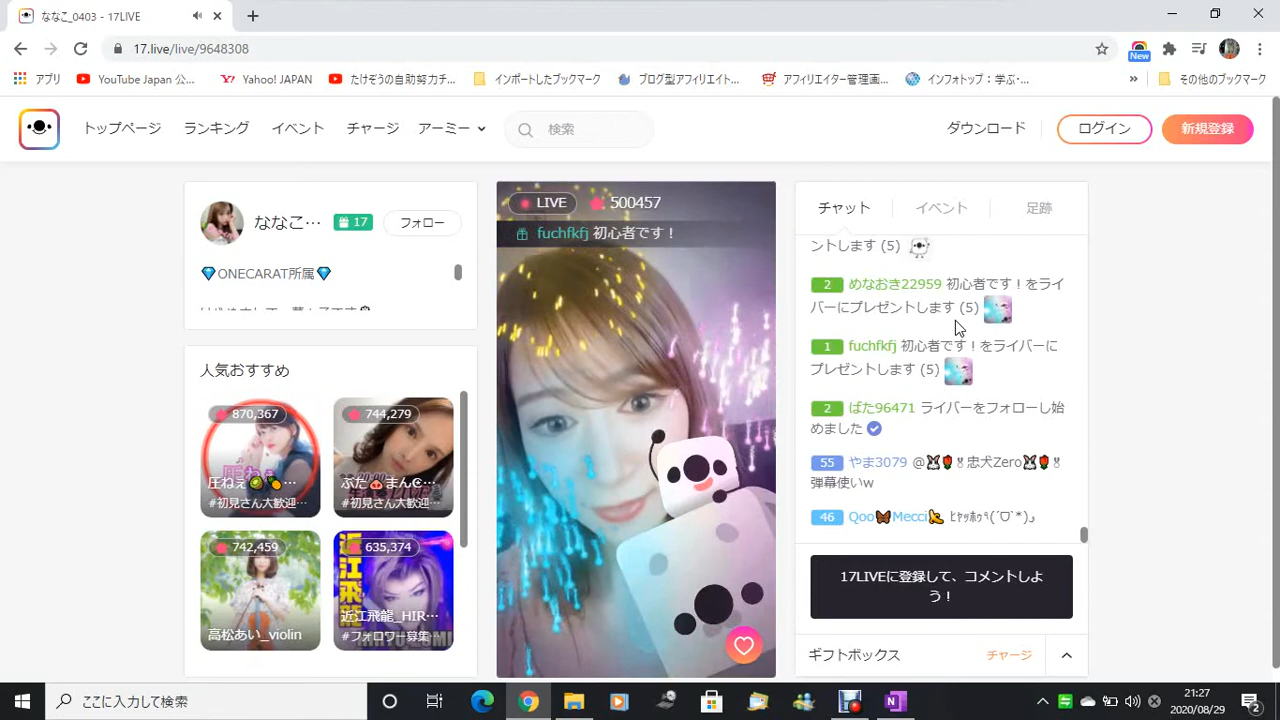 ななこ_0403 - 17LIVE
17.live/live/9648308
New
アプリ
YouTube Japan 公...
Yahoo! JAPAN
たけぞうの自助努力チ...
インポートしたブックマーク
ブログ型アフィリエイト...
アフィリエイター管理画...
インフォトップ：学ぶ・...
»
その他のブックマーク
トップページ
ランキング
イベント
チャージ
アーミー
検索
ダウンロード
ログイン
新規登録
ななこ… 17 フォロー
💎ONECARAT所属💎
人気おすすめ
870,367
圧ねぇ🥝🍍…
#初見さん大歓迎…
744,279
ぶた🐽まん@…
#初見さん大歓迎…
742,459
高松あい_violin
635,374
近江飛龍
近江飛龍_HIR…
#フォロワー募集…
LIVE 500457
fuchfkfj 初心者です！
チャット イベント 足跡
ントします (5)
2 めなおき22959 初心者です！をライ
バーにプレゼントします (5)
1 fuchfkfj 初心者です！をライバーに
プレゼントします (5)
2 ばた96471 ライバーをフォローし始
めました
55 やま3079 @🐭🌹🎖忠犬Zero🐭🌹🎖
弾幕使いw
46 Qoo🦋Mecci
17LIVEに登録して、コメントしよ
う！
ギフトボックス チャージ
ここに入力して検索
21:27
2020/08/29
2